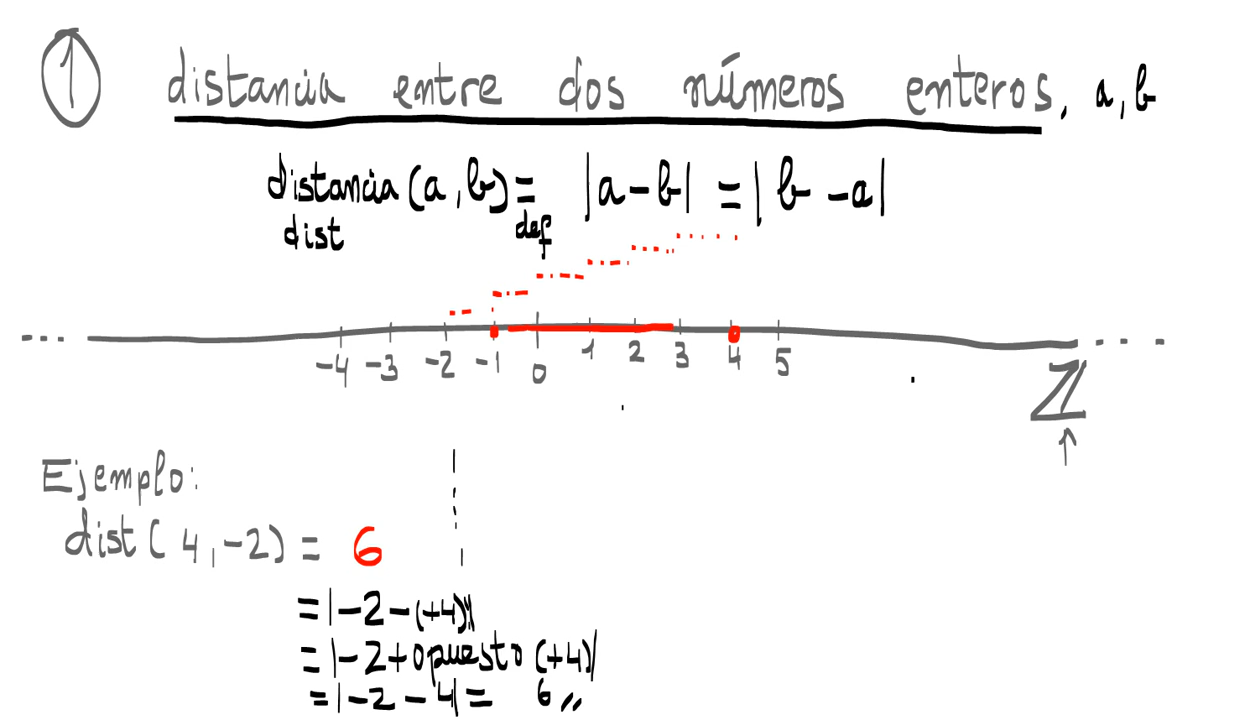 1 distancia entre dos números enteros, a, b
distancia (a, b) = |a - b| = | b - a|
dist def
... -4 -3 -2 -1 0 1 2 3 4 5 ....
ℤ
↑
Ejemplo:
dist ( 4, -2) = 6
= |-2 - (+4)|
= |-2 + opuesto (+4)|
= |-2 - 4| = 6 „